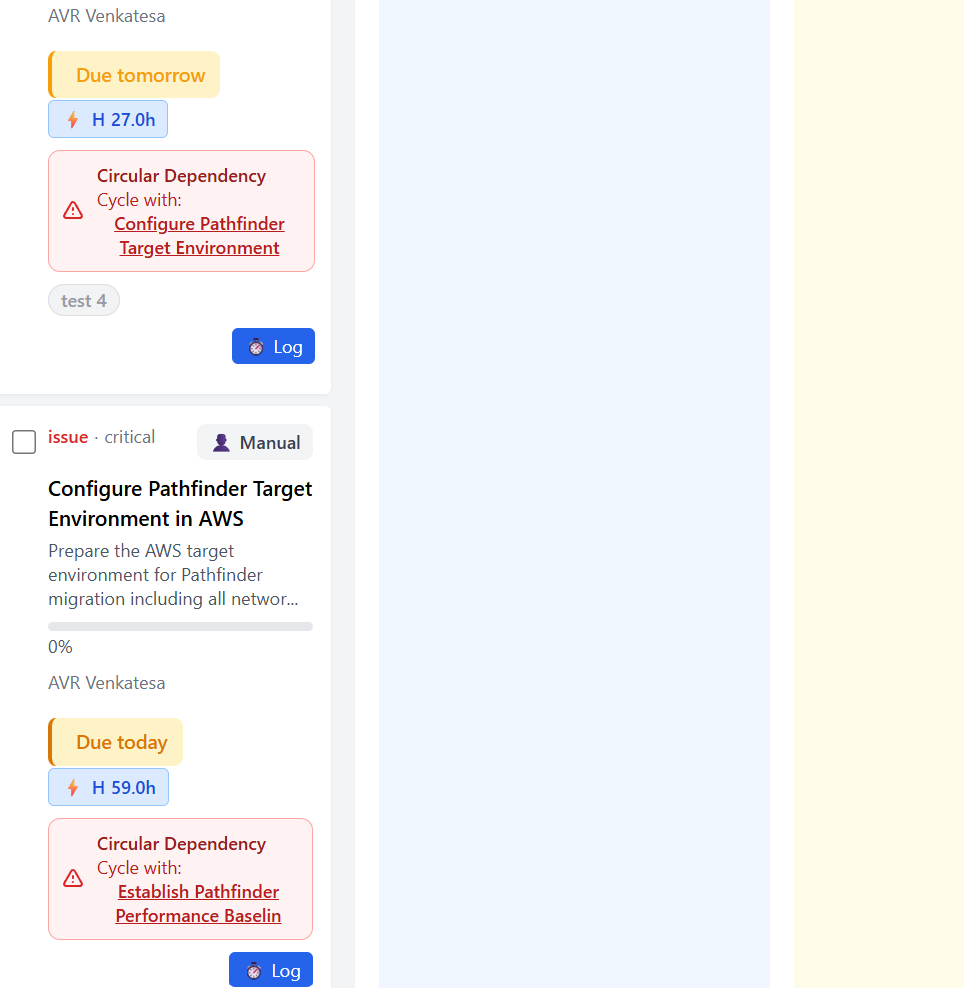 AVR Venkatesa
Due tomorrow
H 27.0h
Circular Dependency
Cycle with:
Configure Pathfinder
Target Environment
test 4
Log
issue · critical
Manual
Configure Pathfinder Target
Environment in AWS
Prepare the AWS target
environment for Pathfinder
migration including all networ...
0%
AVR Venkatesa
Due today
H 59.0h
Circular Dependency
Cycle with:
Establish Pathfinder
Performance Baselin
Log